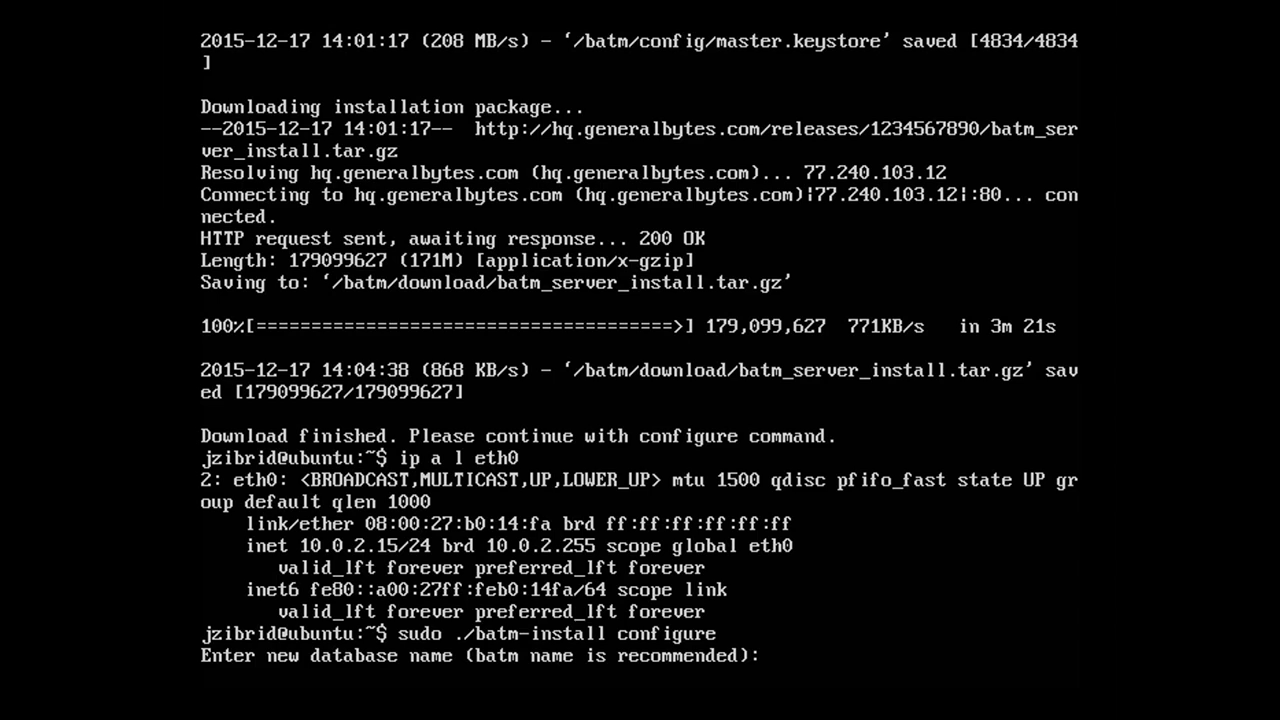 2015-12-17 14:01:17 (208 MB/s) - ‘/batm/config/master.keystore’ saved [4834/4834
]
Downloading installation package...
--2015-12-17 14:01:17--  http://hq.generalbytes.com/releases/1234567890/batm_ser
ver_install.tar.gz
Resolving hq.generalbytes.com (hq.generalbytes.com)... 77.240.103.12
Connecting to hq.generalbytes.com (hq.generalbytes.com)|77.240.103.12|:80... con
nected.
HTTP request sent, awaiting response... 200 OK
Length: 179099627 (171M) [application/x-gzip]
Saving to: ‘/batm/download/batm_server_install.tar.gz’
100%[======================================>] 179,099,627  771KB/s   in 3m 21s
2015-12-17 14:04:38 (868 KB/s) - ‘/batm/download/batm_server_install.tar.gz’ sav
ed [179099627/179099627]
Download finished. Please continue with configure command.
jzibrid@ubuntu:~$ ip a l eth0
2: eth0: <BROADCAST,MULTICAST,UP,LOWER_UP> mtu 1500 qdisc pfifo_fast state UP gr
oup default qlen 1000
    link/ether 08:00:27:b0:14:fa brd ff:ff:ff:ff:ff:ff
    inet 10.0.2.15/24 brd 10.0.2.255 scope global eth0
       valid_lft forever preferred_lft forever
    inet6 fe80::a00:27ff:feb0:14fa/64 scope link
       valid_lft forever preferred_lft forever
jzibrid@ubuntu:~$ sudo ./batm-install configure
Enter new database name (batm name is recommended):